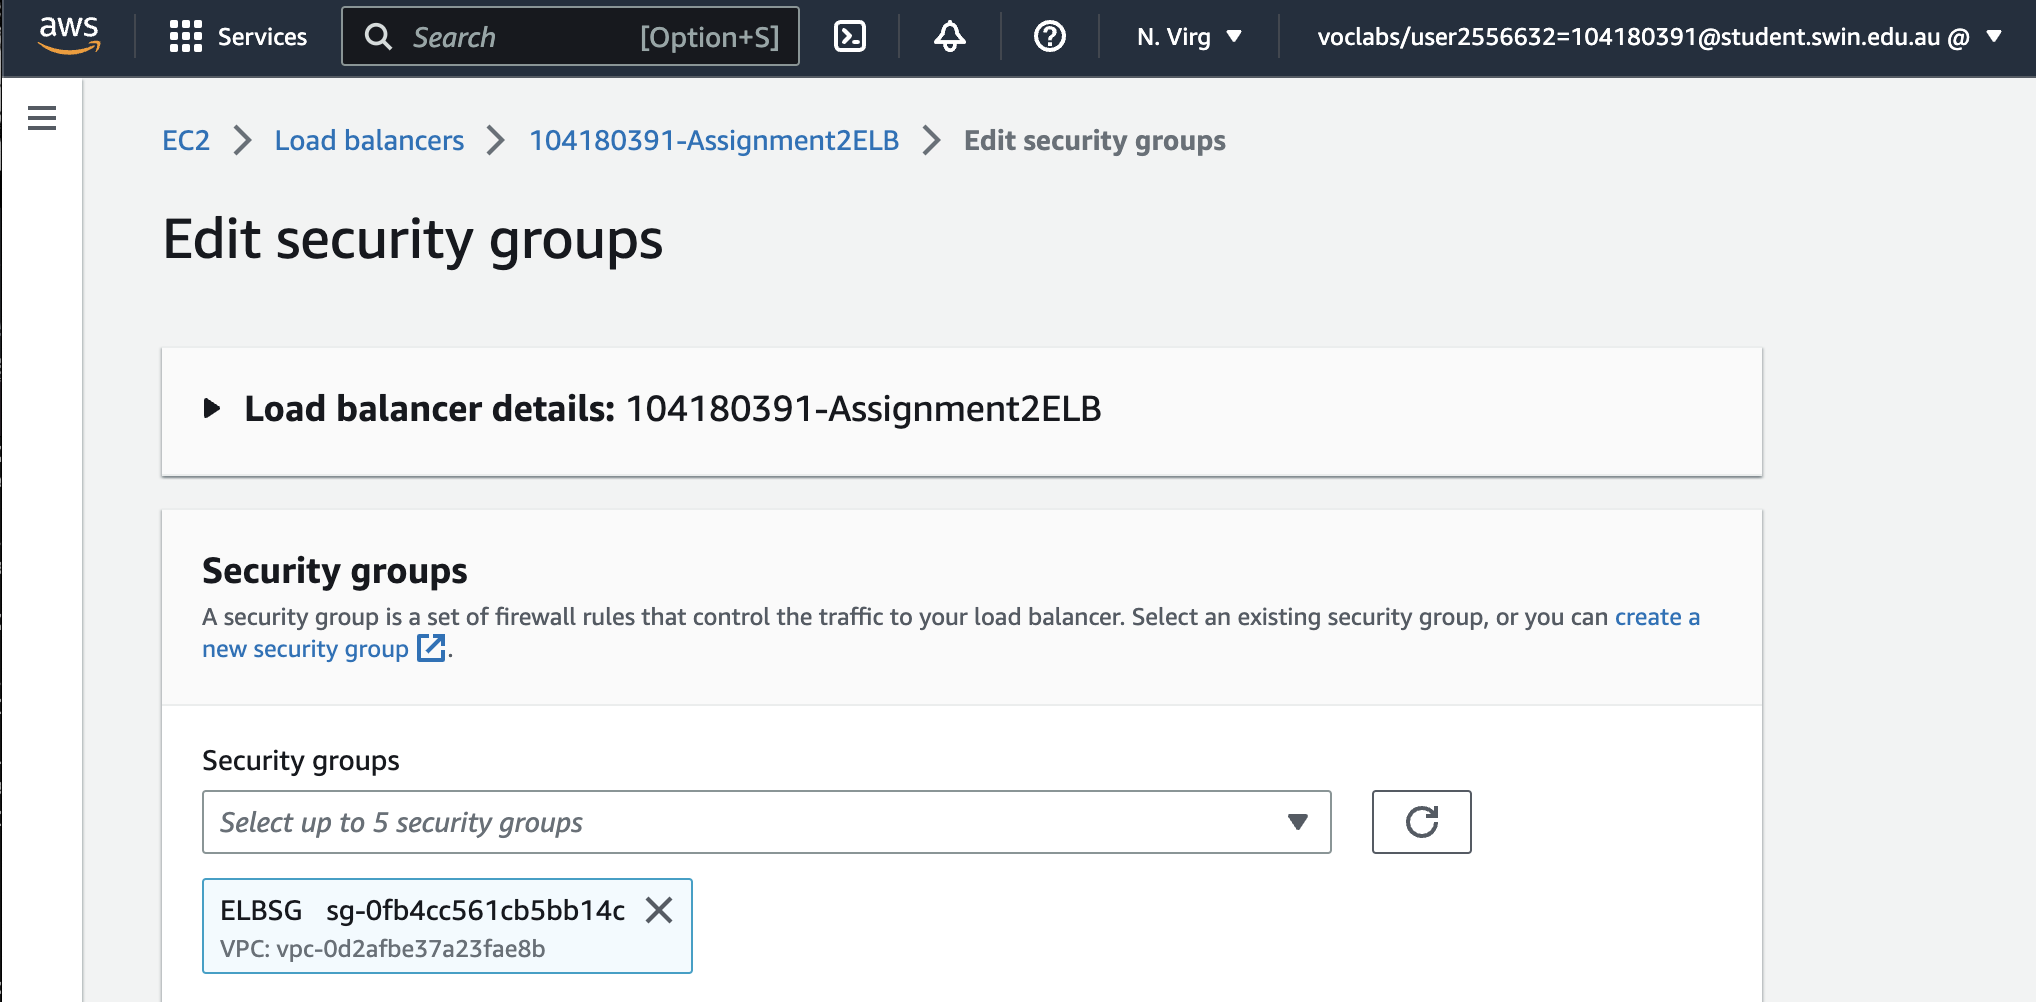 aws
Services
Search [Option+S]
N. Virg
voclabs/user2556632=104180391@student.swin.edu.au @
EC2 > Load balancers > 104180391-Assignment2ELB > Edit security groups
Edit security groups
Load balancer details: 104180391-Assignment2ELB
Security groups
A security group is a set of firewall rules that control the traffic to your load balancer. Select an existing security group, or you can create a
new security group .
Security groups
Select up to 5 security groups
ELBSG sg-0fb4cc561cb5bb14c
VPC: vpc-0d2afbe37a23fae8b